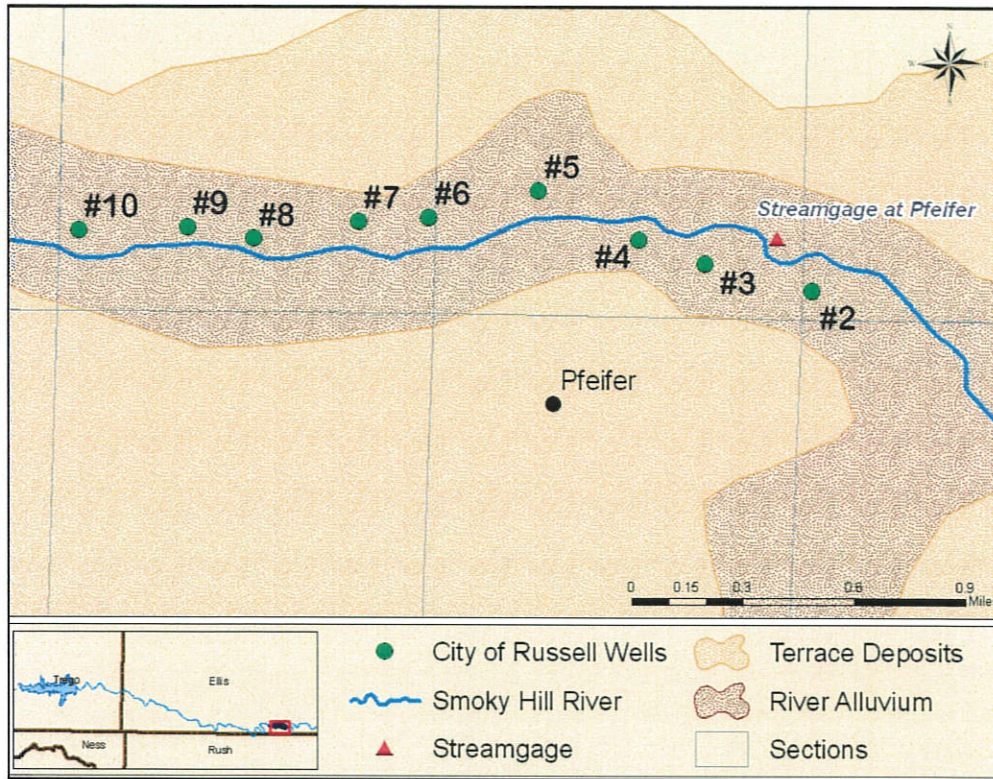 N
W
E
S
#10
#9
#8
#7
#6
#5
Streamgage at Pfeifer
#4
#3
#2
Pfeifer
0 0.15 0.3 0.6 0.9
Mile
Trego
Ellis
Ness
Rush
City of Russell Wells
Terrace Deposits
Smoky Hill River
River Alluvium
Streamgage
Sections